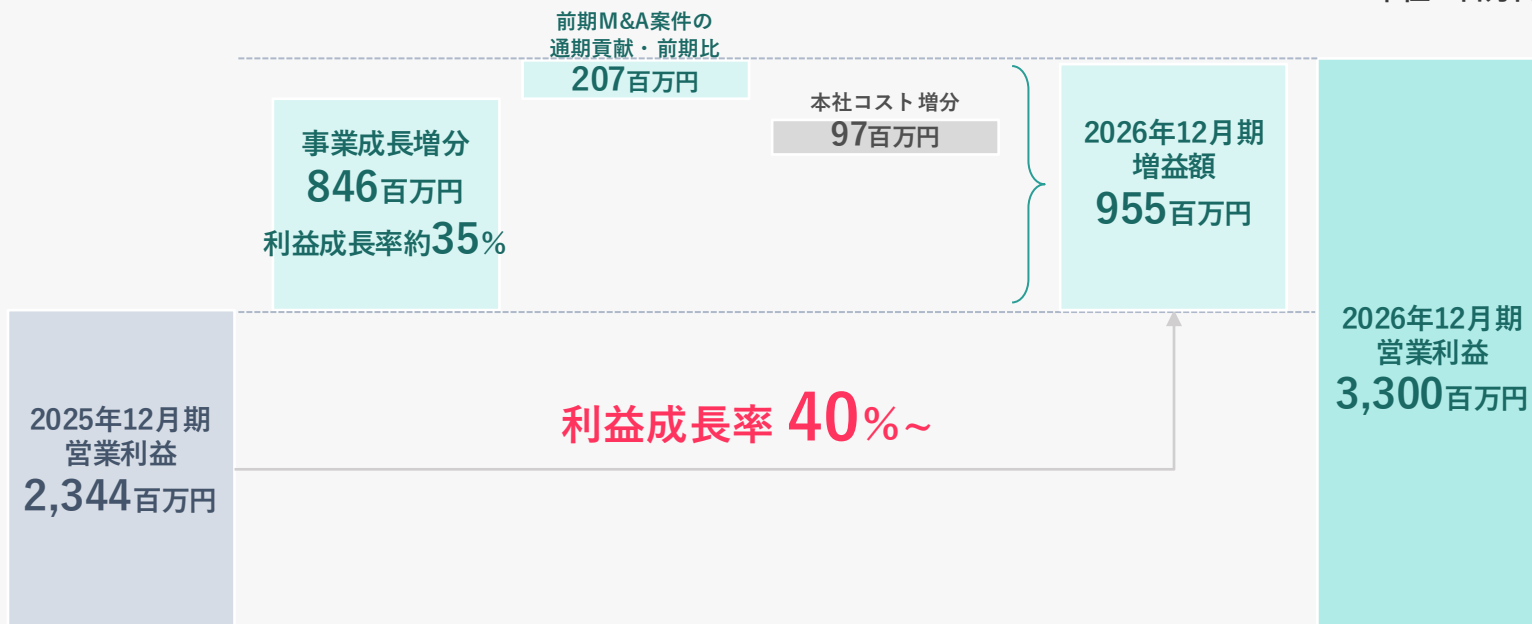 前期M&A案件の
通期貢献・前期比
207百万円
本社コスト増分
97百万円
事業成長増分
846百万円
利益成長率約35%
2026年12月期
増益額
955百万円
2025年12月期
営業利益
2,344百万円
利益成長率 40%~
2026年12月期
営業利益
3,300百万円